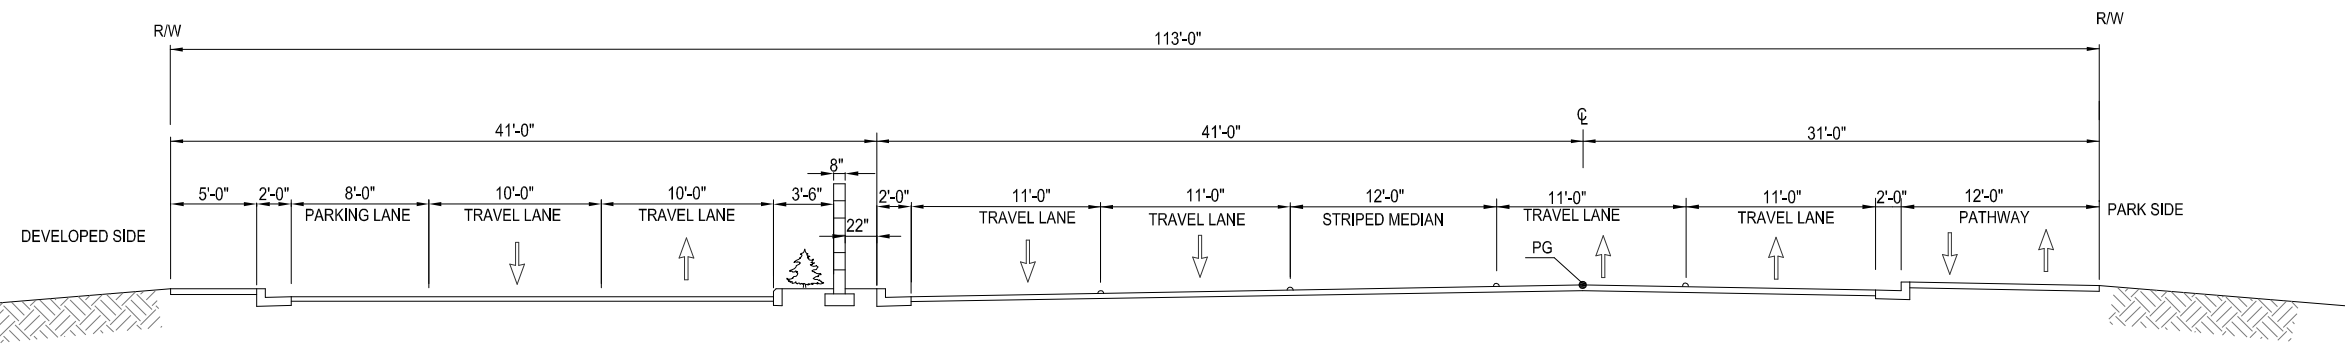 R/W
R/W
113'-0"
41'-0"
41'-0"
℄
31'-0"
8"
5'-0"
2'-0"
8'-0"
10'-0"
10'-0"
3'-6"
2'-0"
11'-0"
11'-0"
12'-0"
11'-0"
11'-0"
2'-0
12'-0"
PARKING LANE
TRAVEL LANE
TRAVEL LANE
22"
TRAVEL LANE
TRAVEL LANE
STRIPED MEDIAN
TRAVEL LANE
TRAVEL LANE
PATHWAY
PARK SIDE
DEVELOPED SIDE
PG